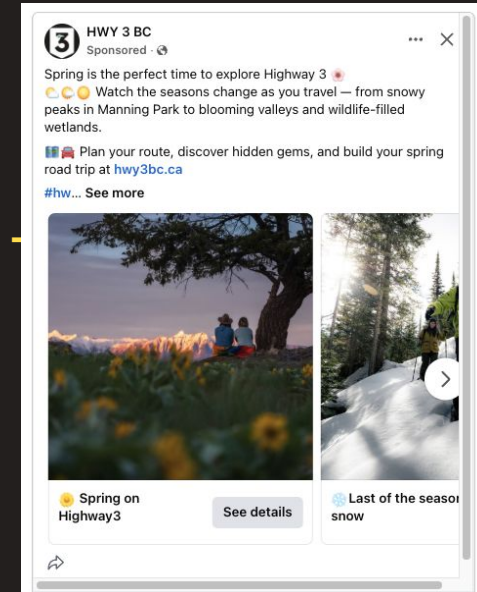 3
HWY 3 BC
Sponsored ·
Spring is the perfect time to explore Highway 3 🌸
🌤️🌥️🌕 Watch the seasons change as you travel — from snowy
peaks in Manning Park to blooming valleys and wildlife-filled
wetlands.
🗺️🚘 Plan your route, discover hidden gems, and build your spring
road trip at hwy3bc.ca
#hw... See more
🌼 Spring on
Highway3
See details
❄️ Last of the season
snow